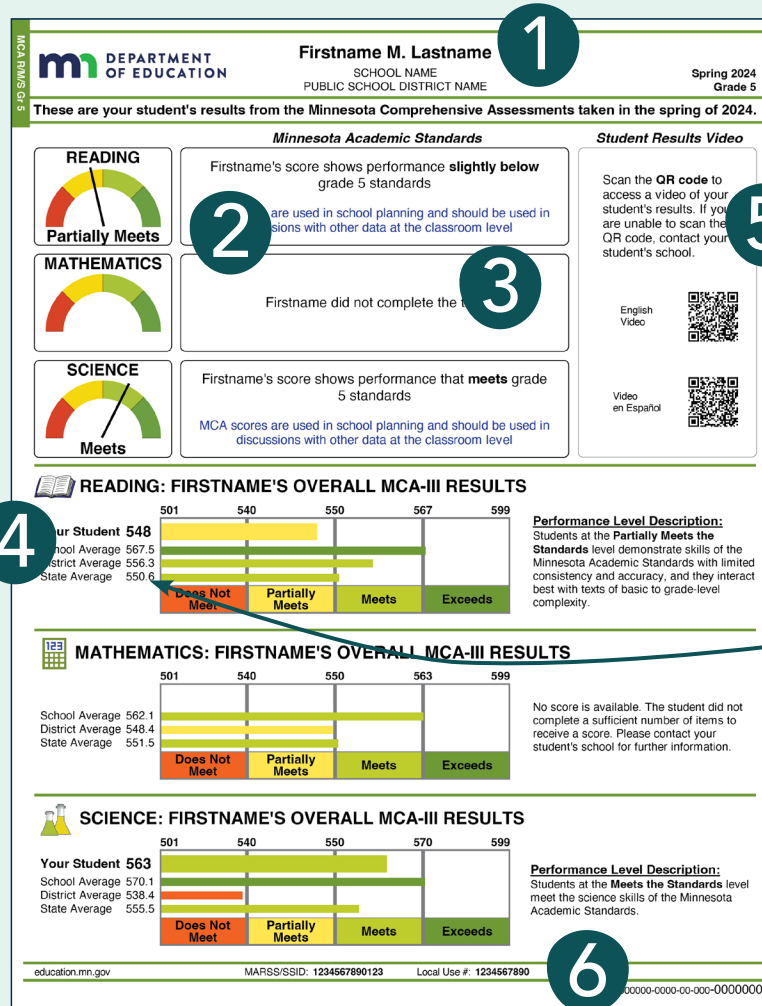 MCA R/M/S Gr 5
mn DEPARTMENT
OF EDUCATION
Firstname M. Lastname
SCHOOL NAME
PUBLIC SCHOOL DISTRICT NAME
1
Spring 2024
Grade 5
These are your student's results from the Minnesota Comprehensive Assessments taken in the spring of 2024.
Minnesota Academic Standards
READING
Partially Meets
Firstname's score shows performance slightly below
grade 5 standards
are used in school planning and should be used in
with other data at the classroom level
2
MATHEMATICS
Firstname did not complete the
3
SCIENCE
Meets
Firstname's score shows performance that meets grade
5 standards
MCA scores are used in school planning and should be used in
discussions with other data at the classroom level
Student Results Video
Scan the QR code to
access a video of your
student's results. If you
are unable to scan the
QR code, contact your
student's school.
5
English
Video
Video
en Español
READING: FIRSTNAME'S OVERALL MCA-III RESULTS
501 540 550 567 599
4
Student 548
Average 567.5
Average 556.3
State Average 550.6
Does Not
Meet
Partially
Meets
Meets
Exceeds
Performance Level Description:
Students at the Partially Meets the
Standards level demonstrate skills of the
Minnesota Academic Standards with limited
consistency and accuracy, and they interact
best with texts of basic to grade-level
complexity.
123
MATHEMATICS: FIRSTNAME'S OVERALL MCA-III RESULTS
501 540 550 563 599
School Average 562.1
District Average 548.4
State Average 551.5
Does Not
Meet
Partially
Meets
Meets
Exceeds
No score is available. The student did not
complete a sufficient number of items to
receive a score. Please contact your
student's school for further information.
SCIENCE: FIRSTNAME'S OVERALL MCA-III RESULTS
501 540 550 570 599
Your Student 563
School Average 570.1
District Average 538.4
State Average 555.5
Does Not
Meet
Partially
Meets
Meets
Exceeds
Performance Level Description:
Students at the Meets the Standards level
meet the science skills of the Minnesota
Academic Standards.
education.mn.gov
MARSS/SSID: 1234567890123
Local Use #: 1234567890
6
00000-0000-00-000-0000000